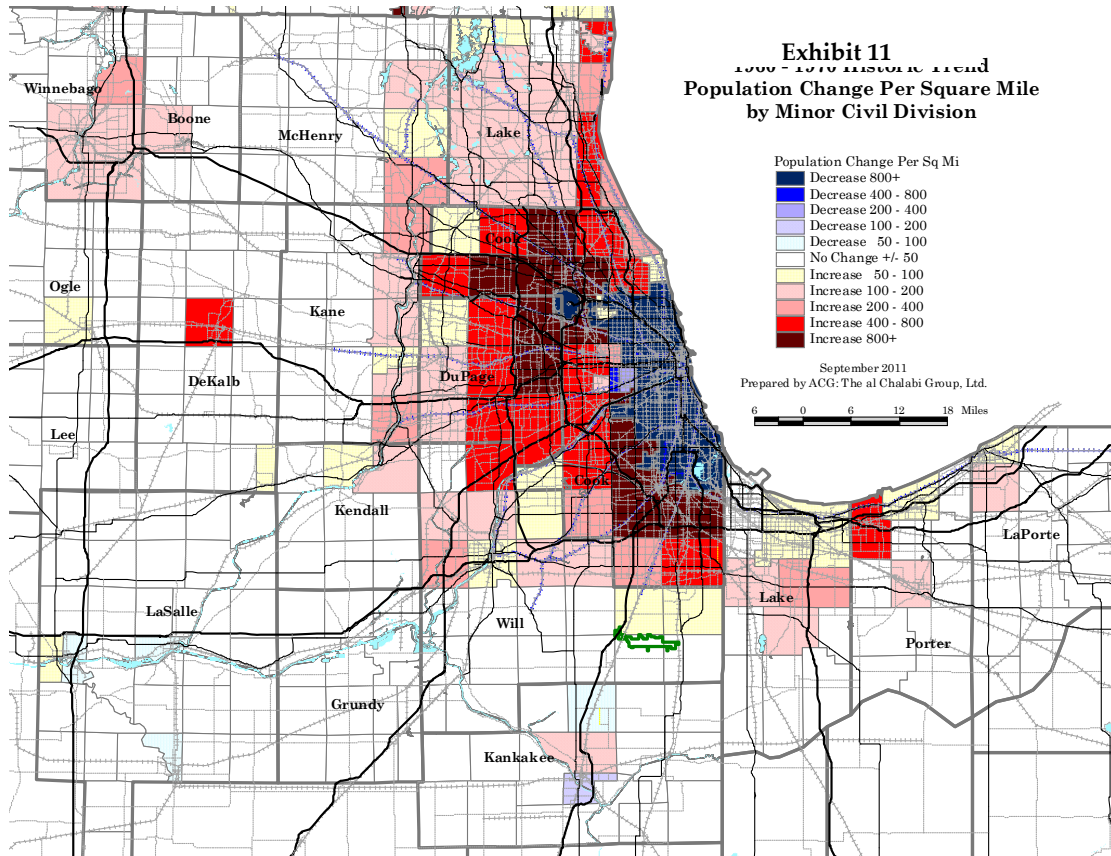 Exhibit 11
1960 - 1970 Historic Trend
Population Change Per Square Mile
by Minor Civil Division
Population Change Per Sq Mi
Decrease 800+
Decrease 400 - 800
Decrease 200 - 400
Decrease 100 - 200
Decrease 50 - 100
No Change +/- 50
Increase 50 - 100
Increase 100 - 200
Increase 200 - 400
Increase 400 - 800
Increase 800+
September 2011
Prepared by ACG: The al Chalabi Group, Ltd.
6 0 6 12 18 Miles
Winnebago
Boone
McHenry
Lake
Cook
Ogle
Kane
DeKalb
DuPage
Lee
Cook
Kendall
LaPorte
LaSalle
Will
Lake
Porter
Grundy
Kankakee